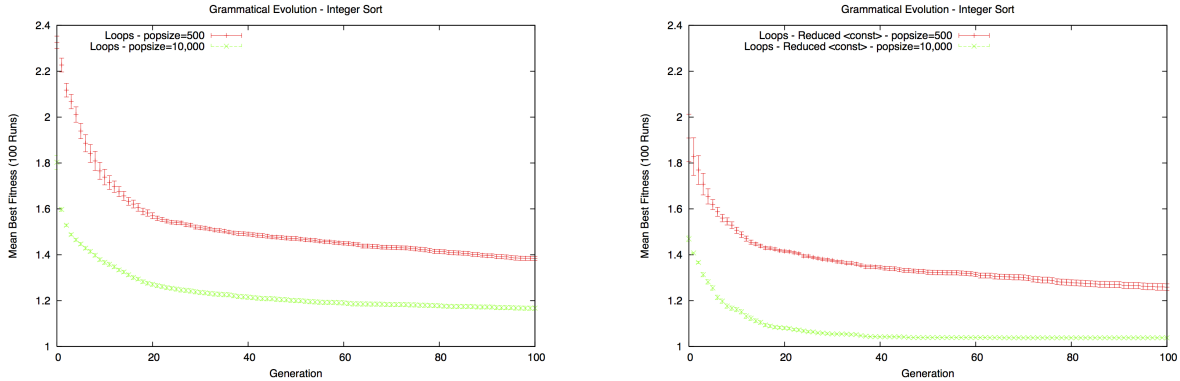 Grammatical Evolution - Integer Sort
Loops - popsize=500
Loops - popsize=10,000
2.4
2.2
2
1.8
1.6
1.4
1.2
1
0
20
40
60
80
100
Mean Best Fitness (100 Runs)
Generation
Grammatical Evolution - Integer Sort
Loops - Reduced <const> - popsize=500
Loops - Reduced <const> - popsize=10,000
2.4
2.2
2
1.8
1.6
1.4
1.2
1
0
20
40
60
80
100
Mean Best Fitness (100 Runs)
Generation